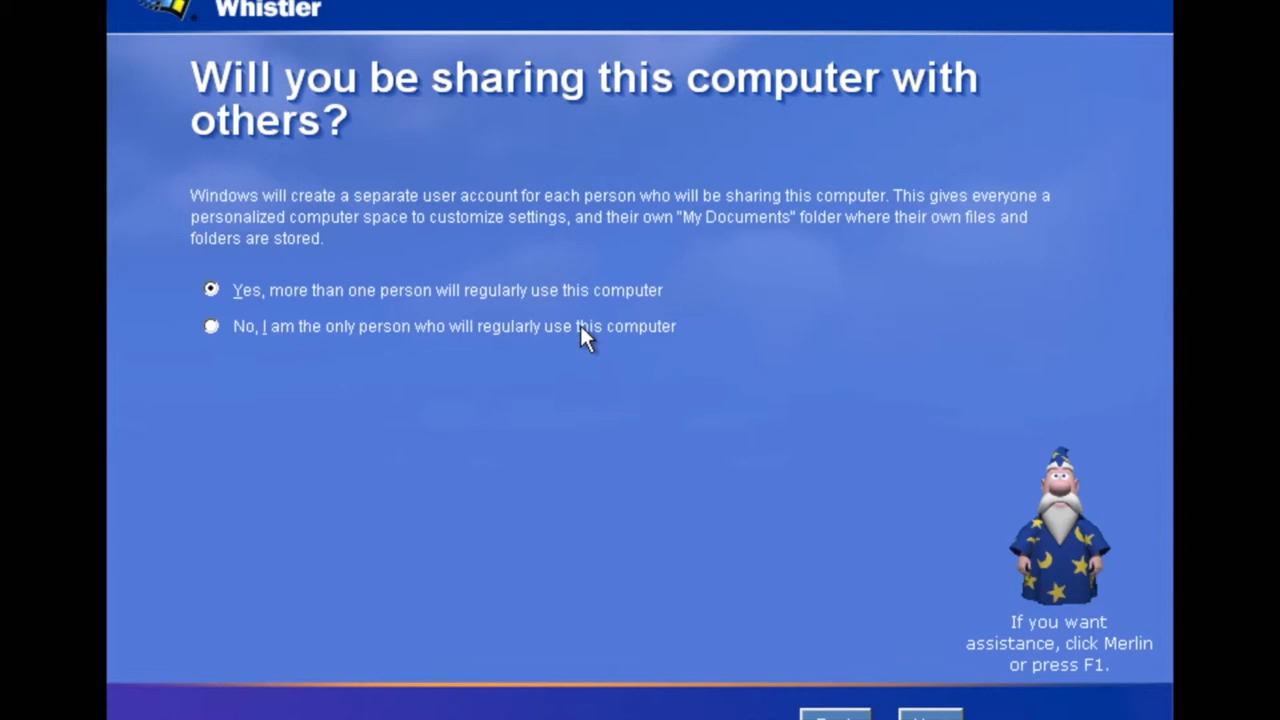 Whistler
Will you be sharing this computer with
others?
Windows will create a separate user account for each person who will be sharing this computer. This gives everyone a
personalized computer space to customize settings, and their own "My Documents" folder where their own files and
folders are stored.
Yes, more than one person will regularly use this computer
No, I am the only person who will regularly use this computer
If you want
assistance, click Merlin
or press F1.